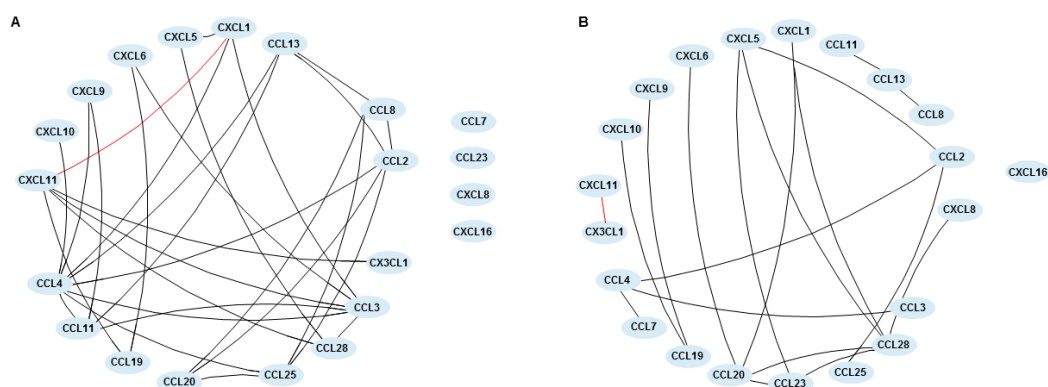 A
CXCL5
CXCL1
CCL13
CXCL6
CXCL9
CCL8
CCL7
CXCL10
CCL2
CCL23
CXCL11
CXCL8
CXCL16
CX3CL1
CCL4
CCL3
CCL11
CCL28
CCL19
CCL25
CCL20
B
CXCL1
CXCL5
CCL11
CXCL6
CCL13
CXCL9
CCL8
CXCL10
CCL2
CXCL16
CXCL11
CXCL8
CX3CL1
CCL4
CCL3
CCL7
CCL28
CCL19
CCL25
CCL20
CCL23